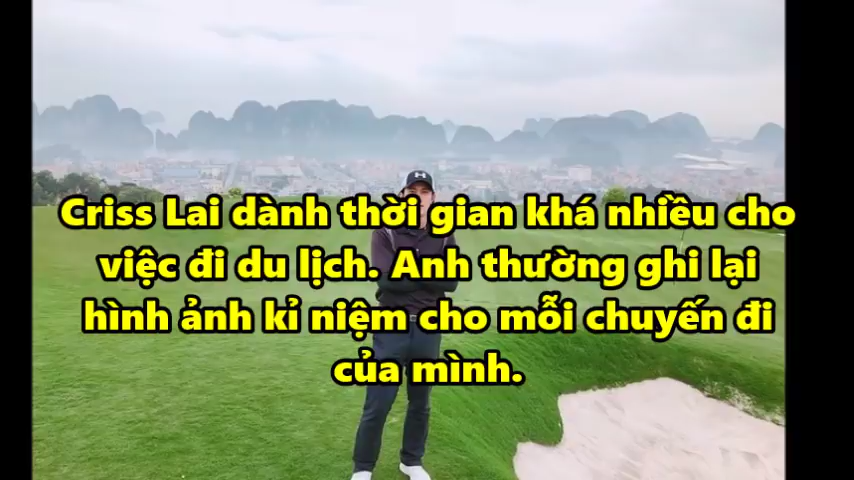 Criss Lai dành thời gian khá nhiều cho
việc đi du lịch. Anh thường ghi lại
hình ảnh kỉ niệm cho mỗi chuyến đi
của mình.